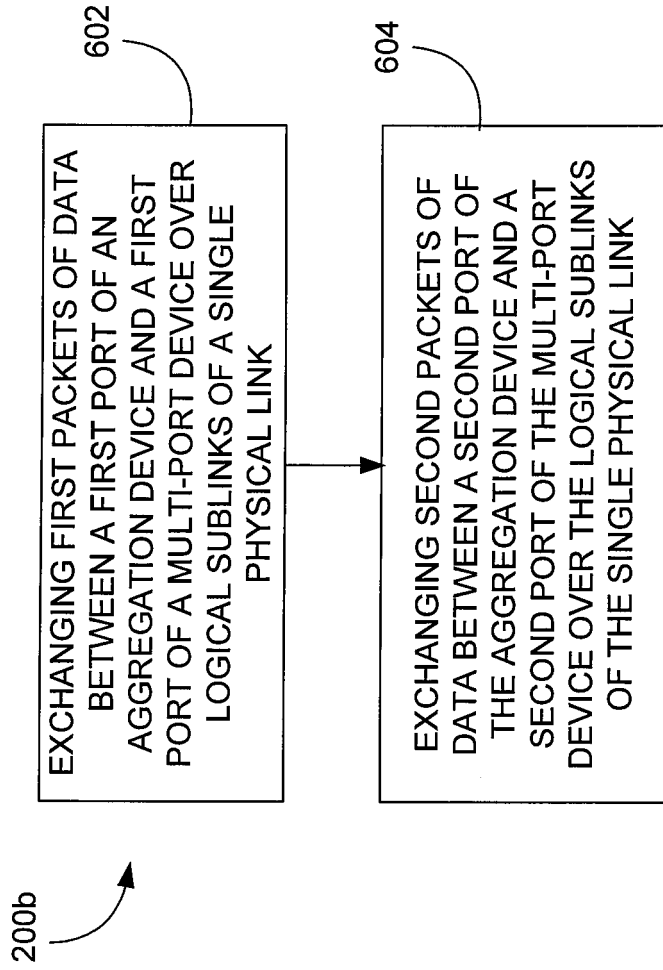 200b
602
EXCHANGING FIRST PACKETS OF DATA
BETWEEN A FIRST PORT OF AN
AGGREGATION DEVICE AND A FIRST
PORT OF A MULTI-PORT DEVICE OVER
LOGICAL SUBLINKS OF A SINGLE
PHYSICAL LINK
604
EXCHANGING SECOND PACKETS OF
DATA BETWEEN A SECOND PORT OF
THE AGGREGATION DEVICE AND A
SECOND PORT OF THE MULTI-PORT
DEVICE OVER THE LOGICAL SUBLINKS
OF THE SINGLE PHYSICAL LINK